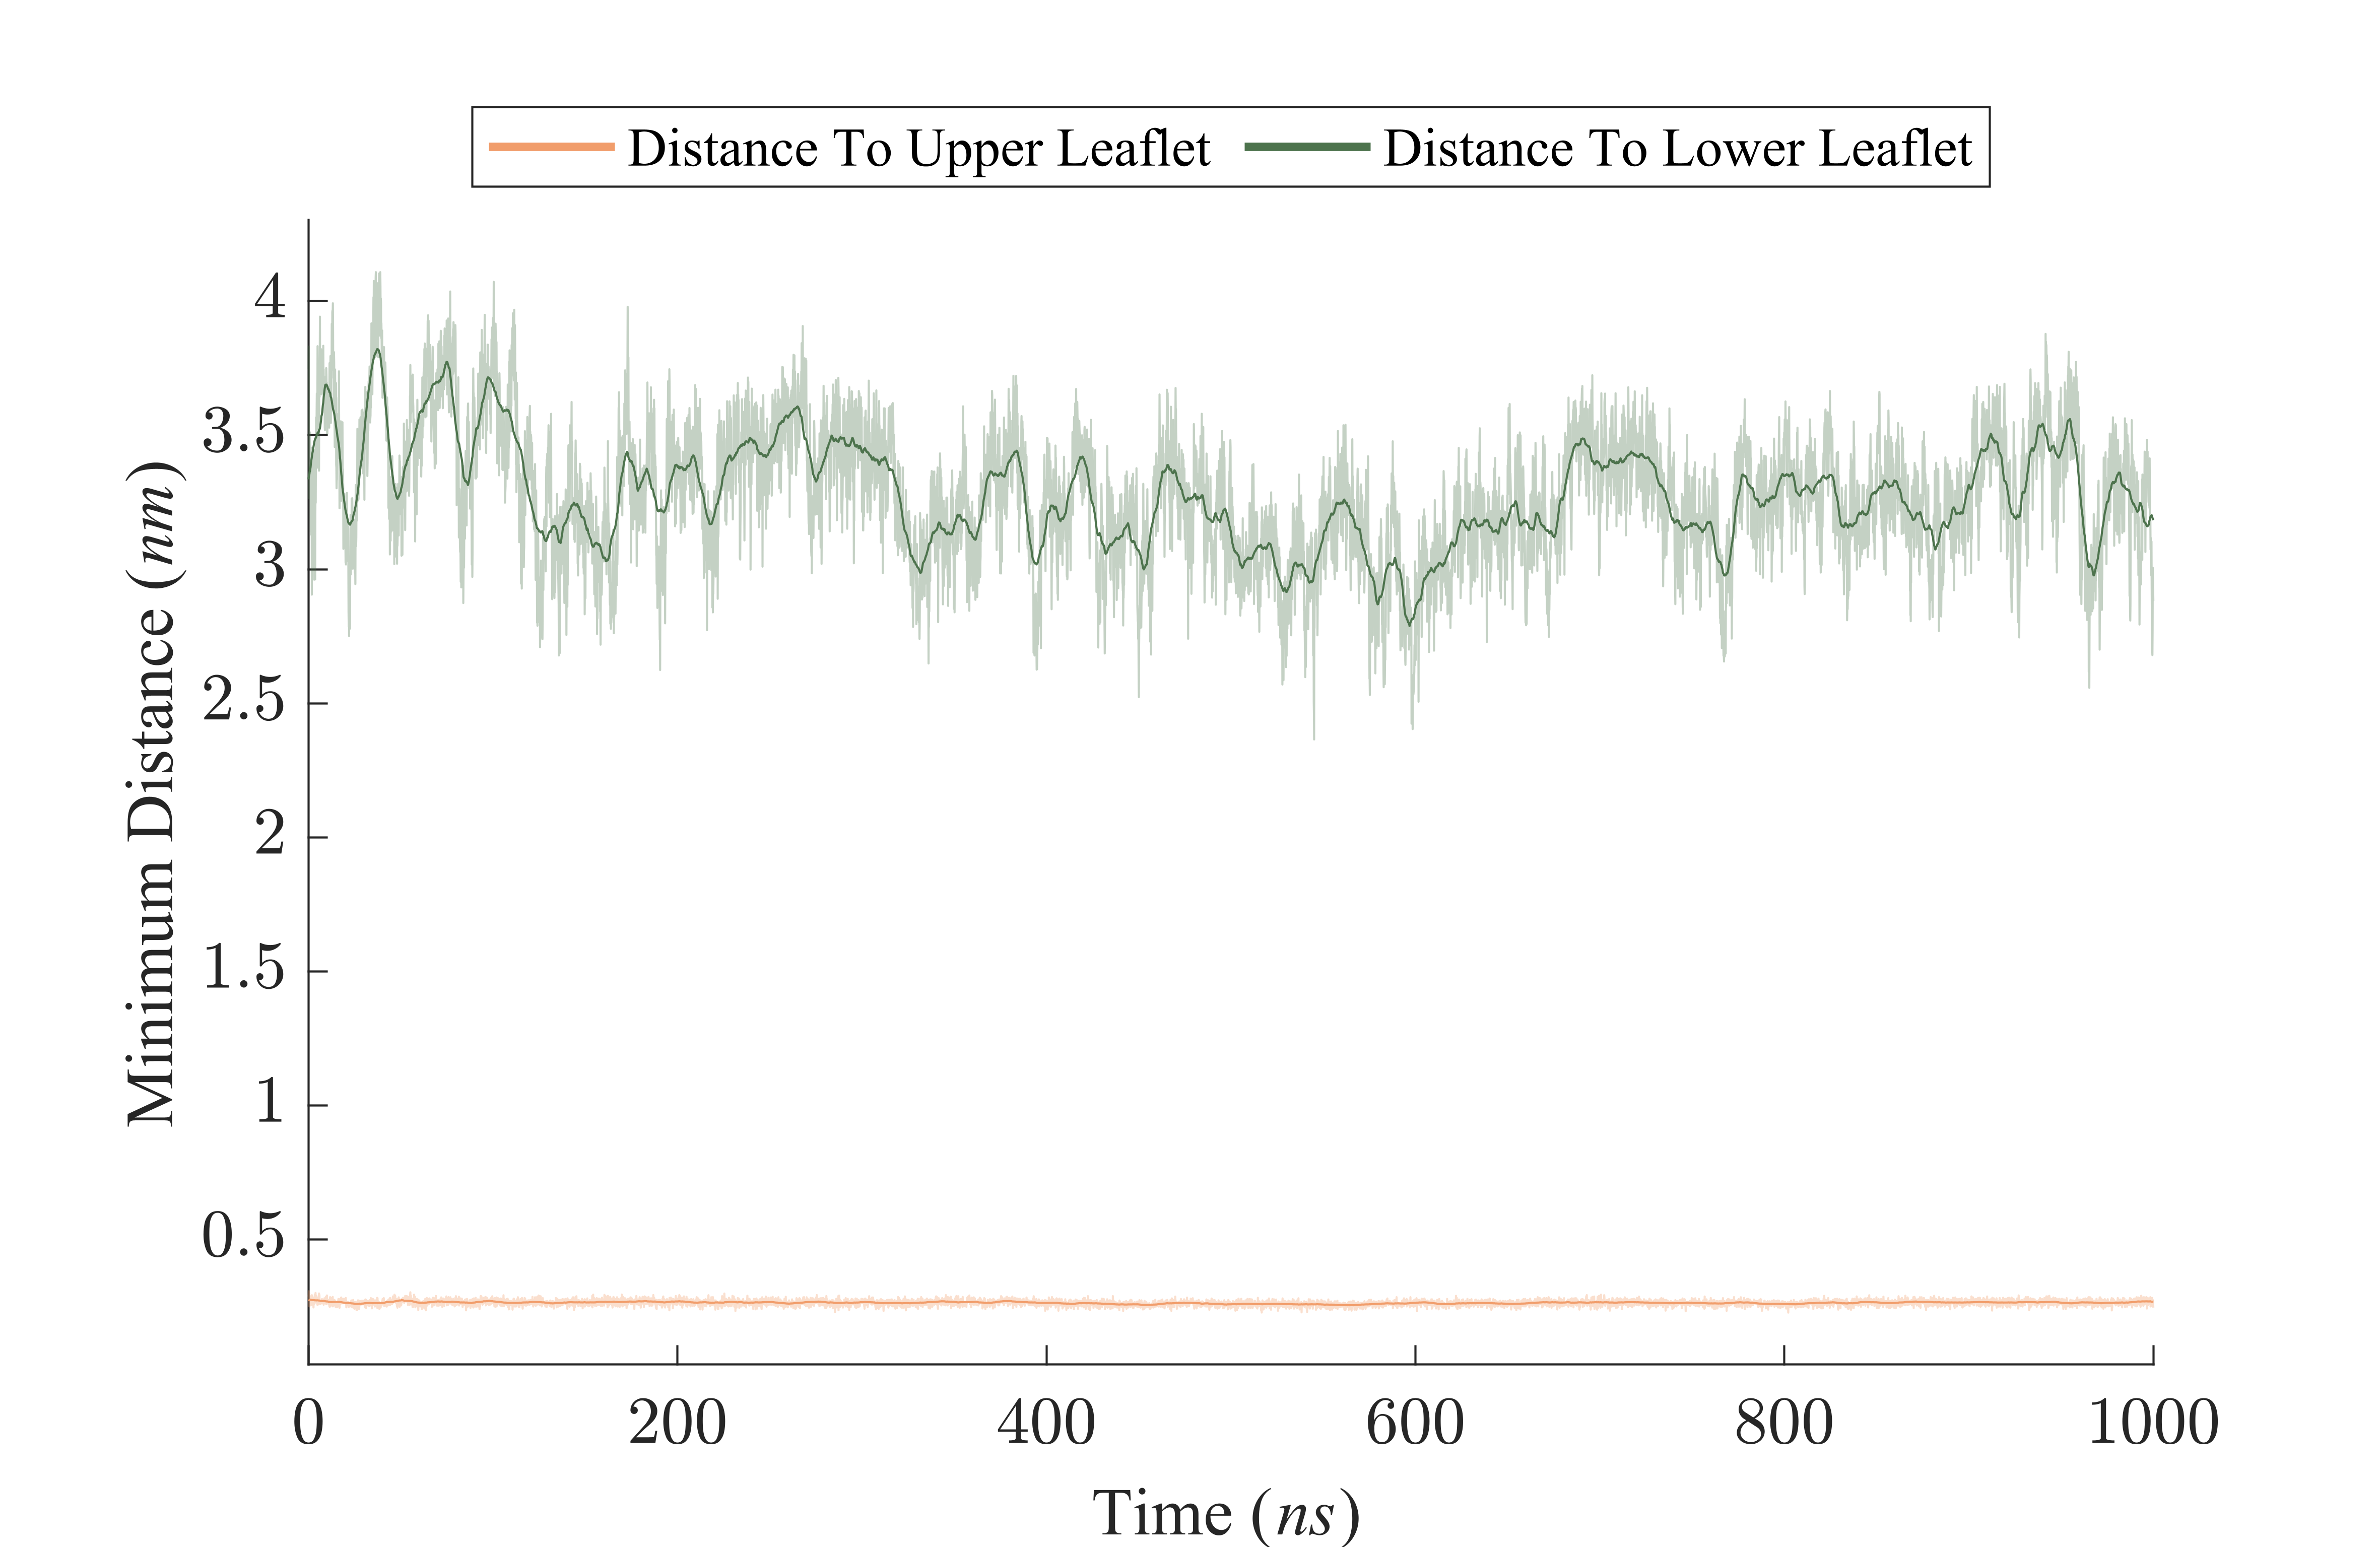 Distance To Upper Leaflet Distance To Lower Leaflet
Minimum Distance (nm)
4
3.5
3
2.5
2
1.5
1
0.5
0 200 400 600 800 1000
Time (ns)